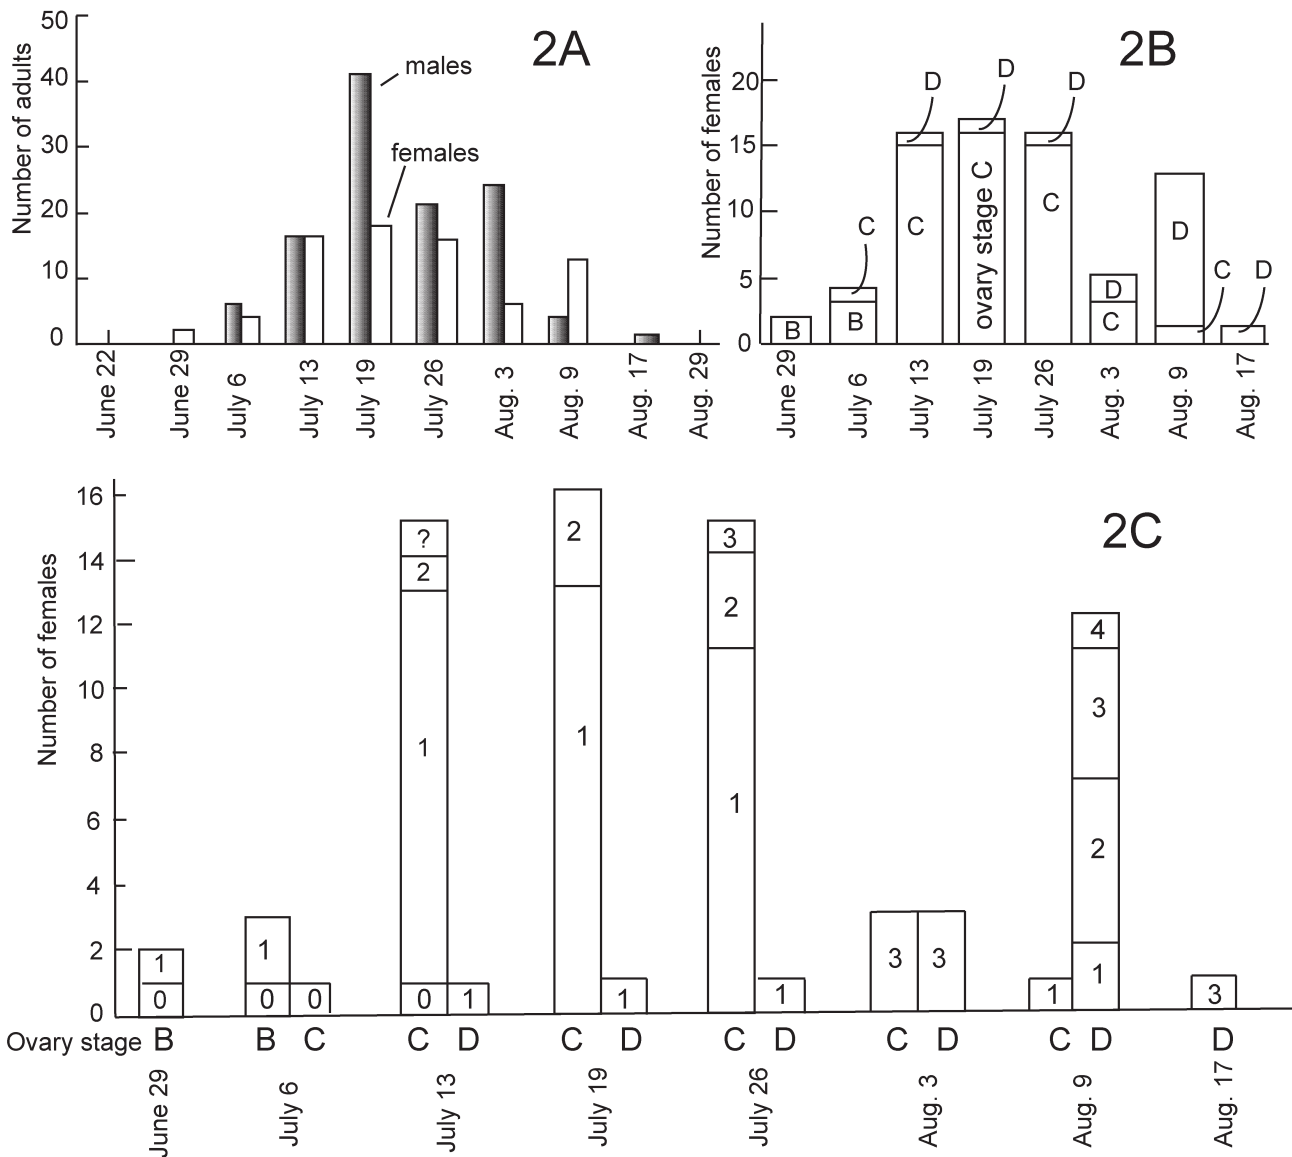 2A
Number of adults
50
40
30
20
10
0
males
females
June 22
June 29
July 6
July 13
July 19
July 26
Aug. 3
Aug. 9
Aug. 17
Aug. 29
2B
Number of females
20
15
10
5
0
B
C
B
D
C
D
ovary stage C
D
C
D
C
D
C
D
June 29
July 6
July 13
July 19
July 26
Aug. 3
Aug. 9
Aug. 17
2C
Number of females
16
14
12
10
8
6
4
2
0
1
0
1
0
0
?
2
1
0
1
2
1
1
3
2
1
1
3
3
1
4
3
2
1
3
Ovary stage B B C C D C D C D C D C D D
June 29
July 6
July 13
July 19
July 26
Aug. 3
Aug. 9
Aug. 17